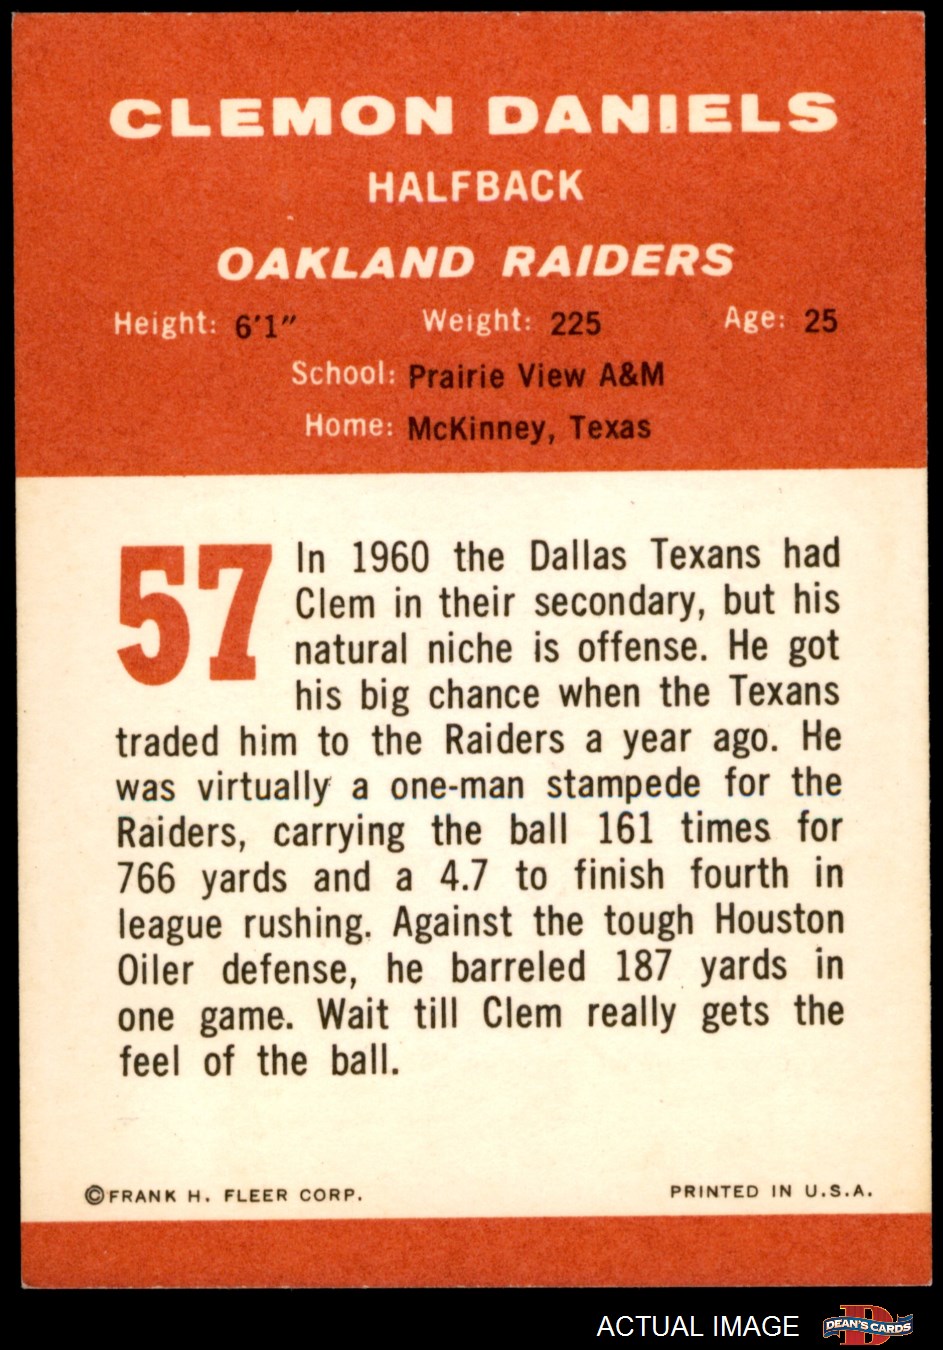 CLEMON DANIELS
HALFBACK
OAKLAND RAIDERS
Height: 6'1" Weight: 225 Age: 25
School: Prairie View A&M
Home: McKinney, Texas
57
In 1960 the Dallas Texans had
Clem in their secondary, but his
natural niche is offense. He got
his big chance when the Texans
traded him to the Raiders a year ago. He
was virtually a one-man stampede for the
Raiders, carrying the ball 161 times for
766 yards and a 4.7 to finish fourth in
league rushing. Against the tough Houston
Oiler defense, he barreled 187 yards in
one game. Wait till Clem really gets the
feel of the ball.
©FRANK H. FLEER CORP. PRINTED IN U.S.A.
ACTUAL IMAGE
D
DEAN'S CARDS